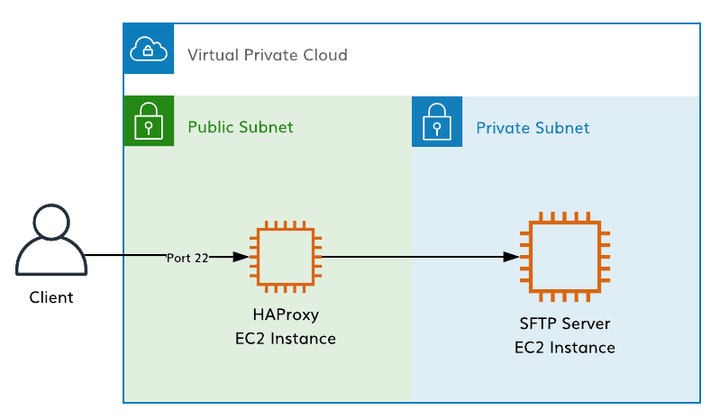 Virtual Private Cloud
Public Subnet
Private Subnet
Port 22
Client
HAProxy
EC2 Instance
SFTP Server
EC2 Instance